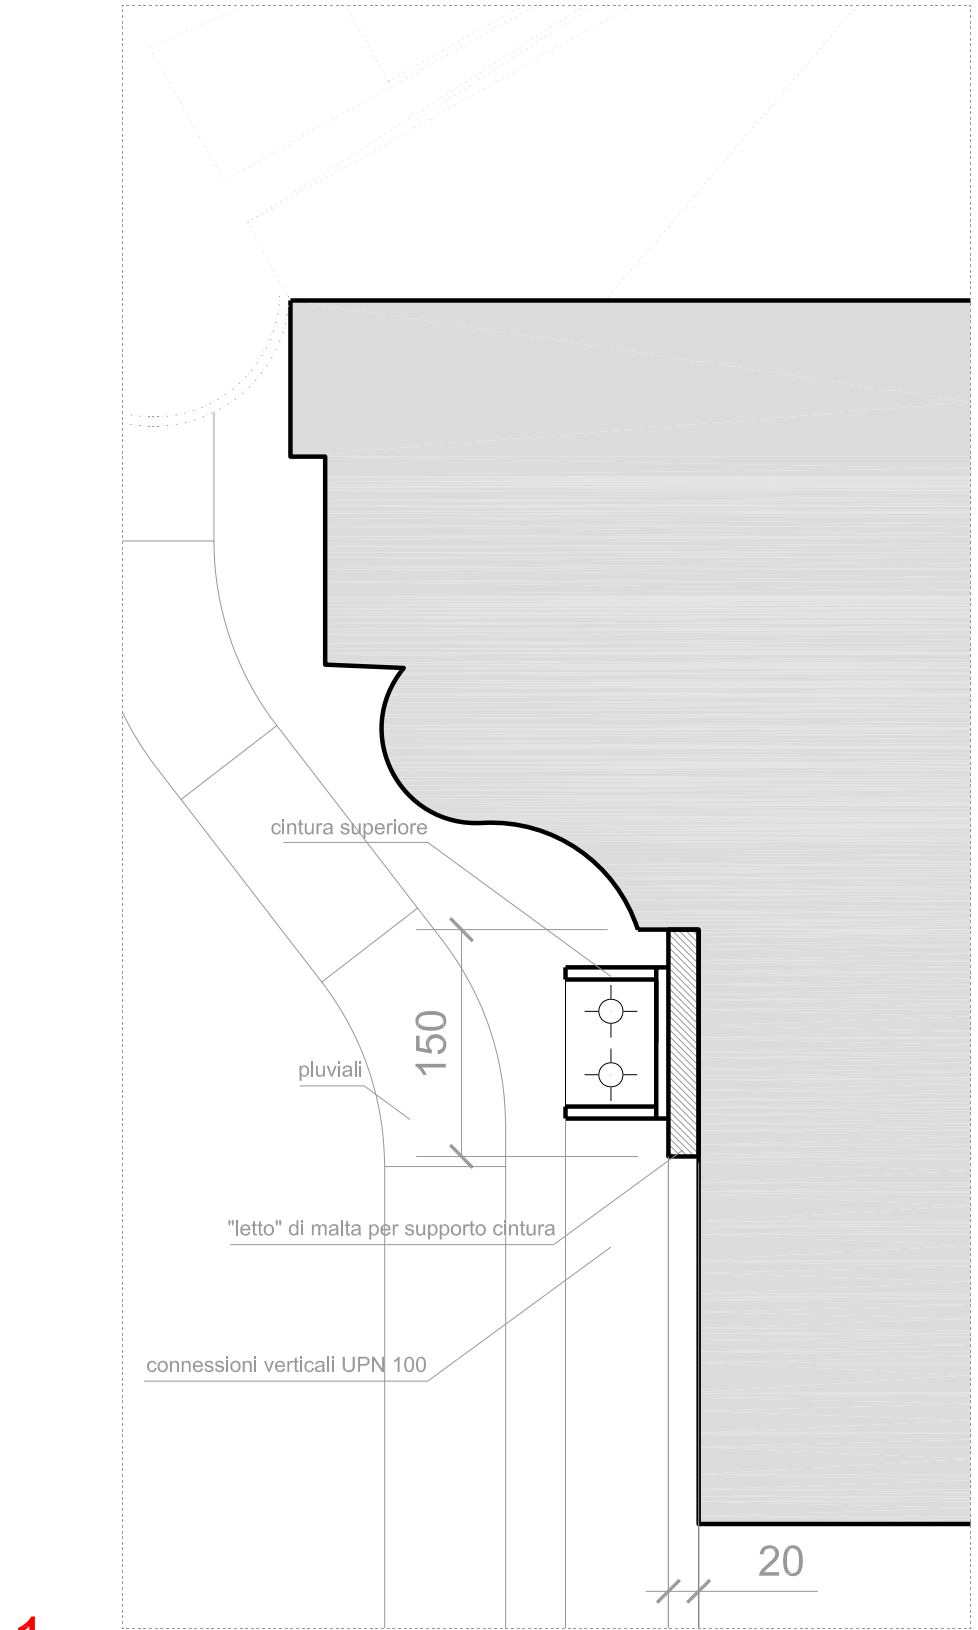 cintura superiore
150
pluviali
"letto" di malta per supporto cintura
connessioni verticali UPN 100
20